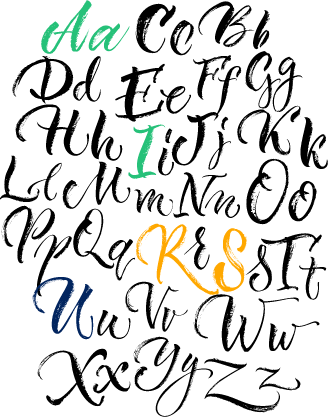 Aa Cc Bb
Dd Ee Ff Gg
Hh Ii Jj Kk
Ll Mm Nn Oo
Pp Qq Rr Ss Tt
Uu Vv Ww
Xx Yy Zz